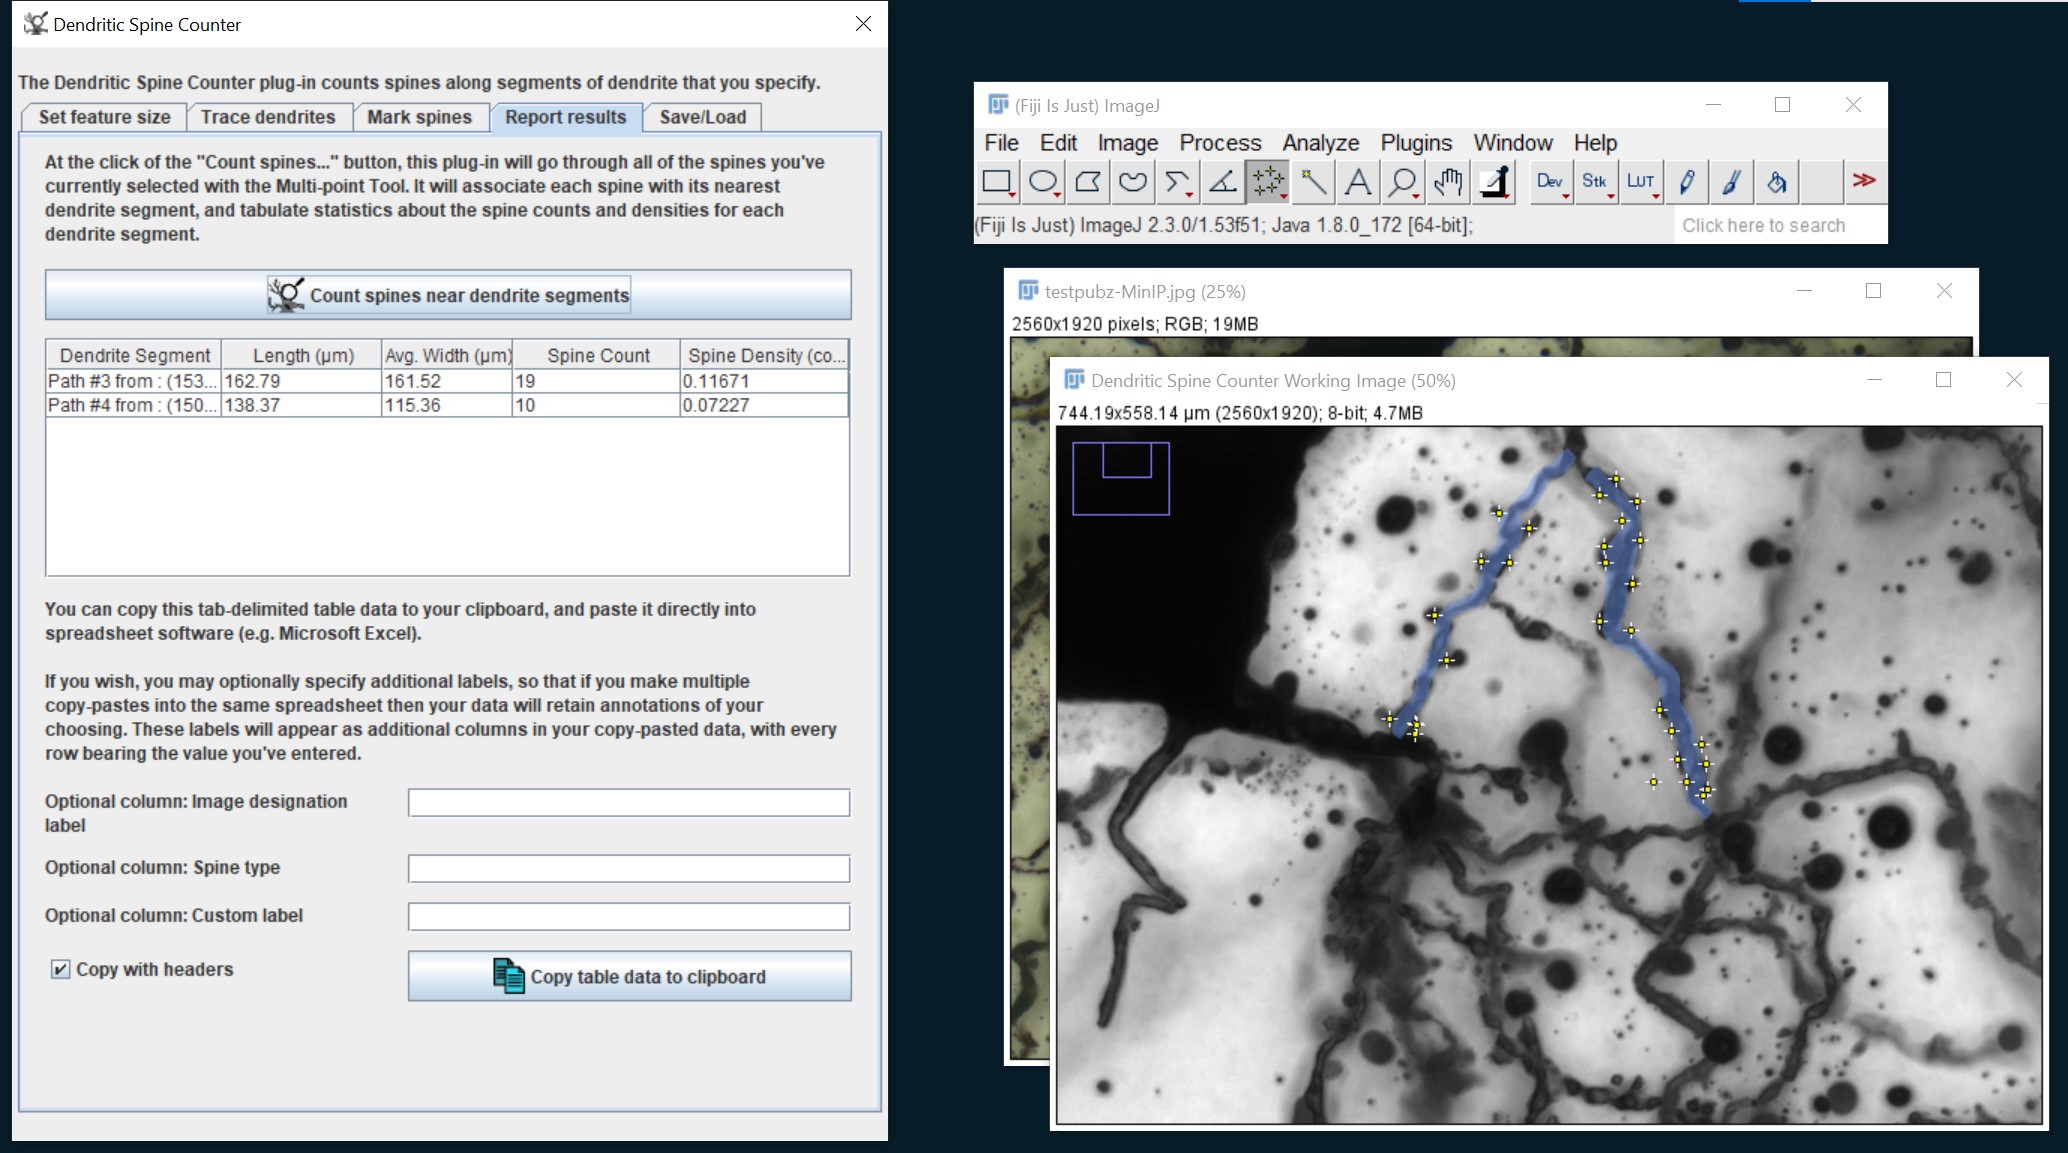 Dendritic Spine Counter
The Dendritic Spine Counter plug-in counts spines along segments of dendrite that you specify.
Set feature size
Trace dendrites
Mark spines
Report results
Save/Load
At the click of the "Count spines..." button, this plug-in will go through all of the spines you've
currently selected with the Multi-point Tool. It will associate each spine with its nearest
dendrite segment, and tabulate statistics about the spine counts and densities for each
dendrite segment.
Count spines near dendrite segments
Dendrite Segment Length (µm) Avg. Width (µm) Spine Count Spine Density (co...
Path #3 from : (153... 162.79 161.52 19 0.11671
Path #4 from : (150... 138.37 115.36 10 0.07227
You can copy this tab-delimited table data to your clipboard, and paste it directly into
spreadsheet software (e.g. Microsoft Excel).
If you wish, you may optionally specify additional labels, so that if you make multiple
copy-pastes into the same spreadsheet then your data will retain annotations of your
choosing. These labels will appear as additional columns in your copy-pasted data, with every
row bearing the value you've entered.
Optional column: Image designation
label
Optional column: Spine type
Optional column: Custom label
Copy with headers
Copy table data to clipboard
(Fiji Is Just) ImageJ
File Edit Image Process Analyze Plugins Window Help
A Dev Stk LUT >>
(Fiji Is Just) ImageJ 2.3.0/1.53f51; Java 1.8.0_172 [64-bit];
Click here to search
testpubz-MinIP.jpg (25%)
2560x1920 pixels; RGB; 19MB
Dendritic Spine Counter Working Image (50%)
744.19x558.14 µm (2560x1920); 8-bit; 4.7MB